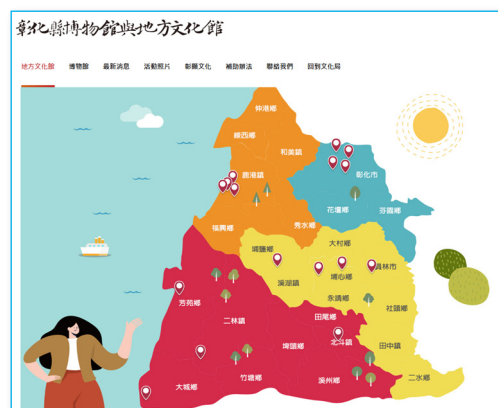 彰化縣博物館與地方文化館
地方文化館 博物館 最新消息 活動照片 彰顯文化 補助辦法 聯絡我們 回到文化局
伸港鄉
線西鄉
和美鎮
鹿港鎮
彰化市
福興鄉
秀水鄉
花壇鄉
芬園鄉
埔鹽鄉
大村鄉
溪湖鎮
埔心鄉
員林市
永靖鄉
社頭鄉
芳苑鄉
二林鎮
田尾鄉
埤頭鄉
北斗鎮
田中鎮
大城鄉
竹塘鄉
溪州鄉
二水鄉